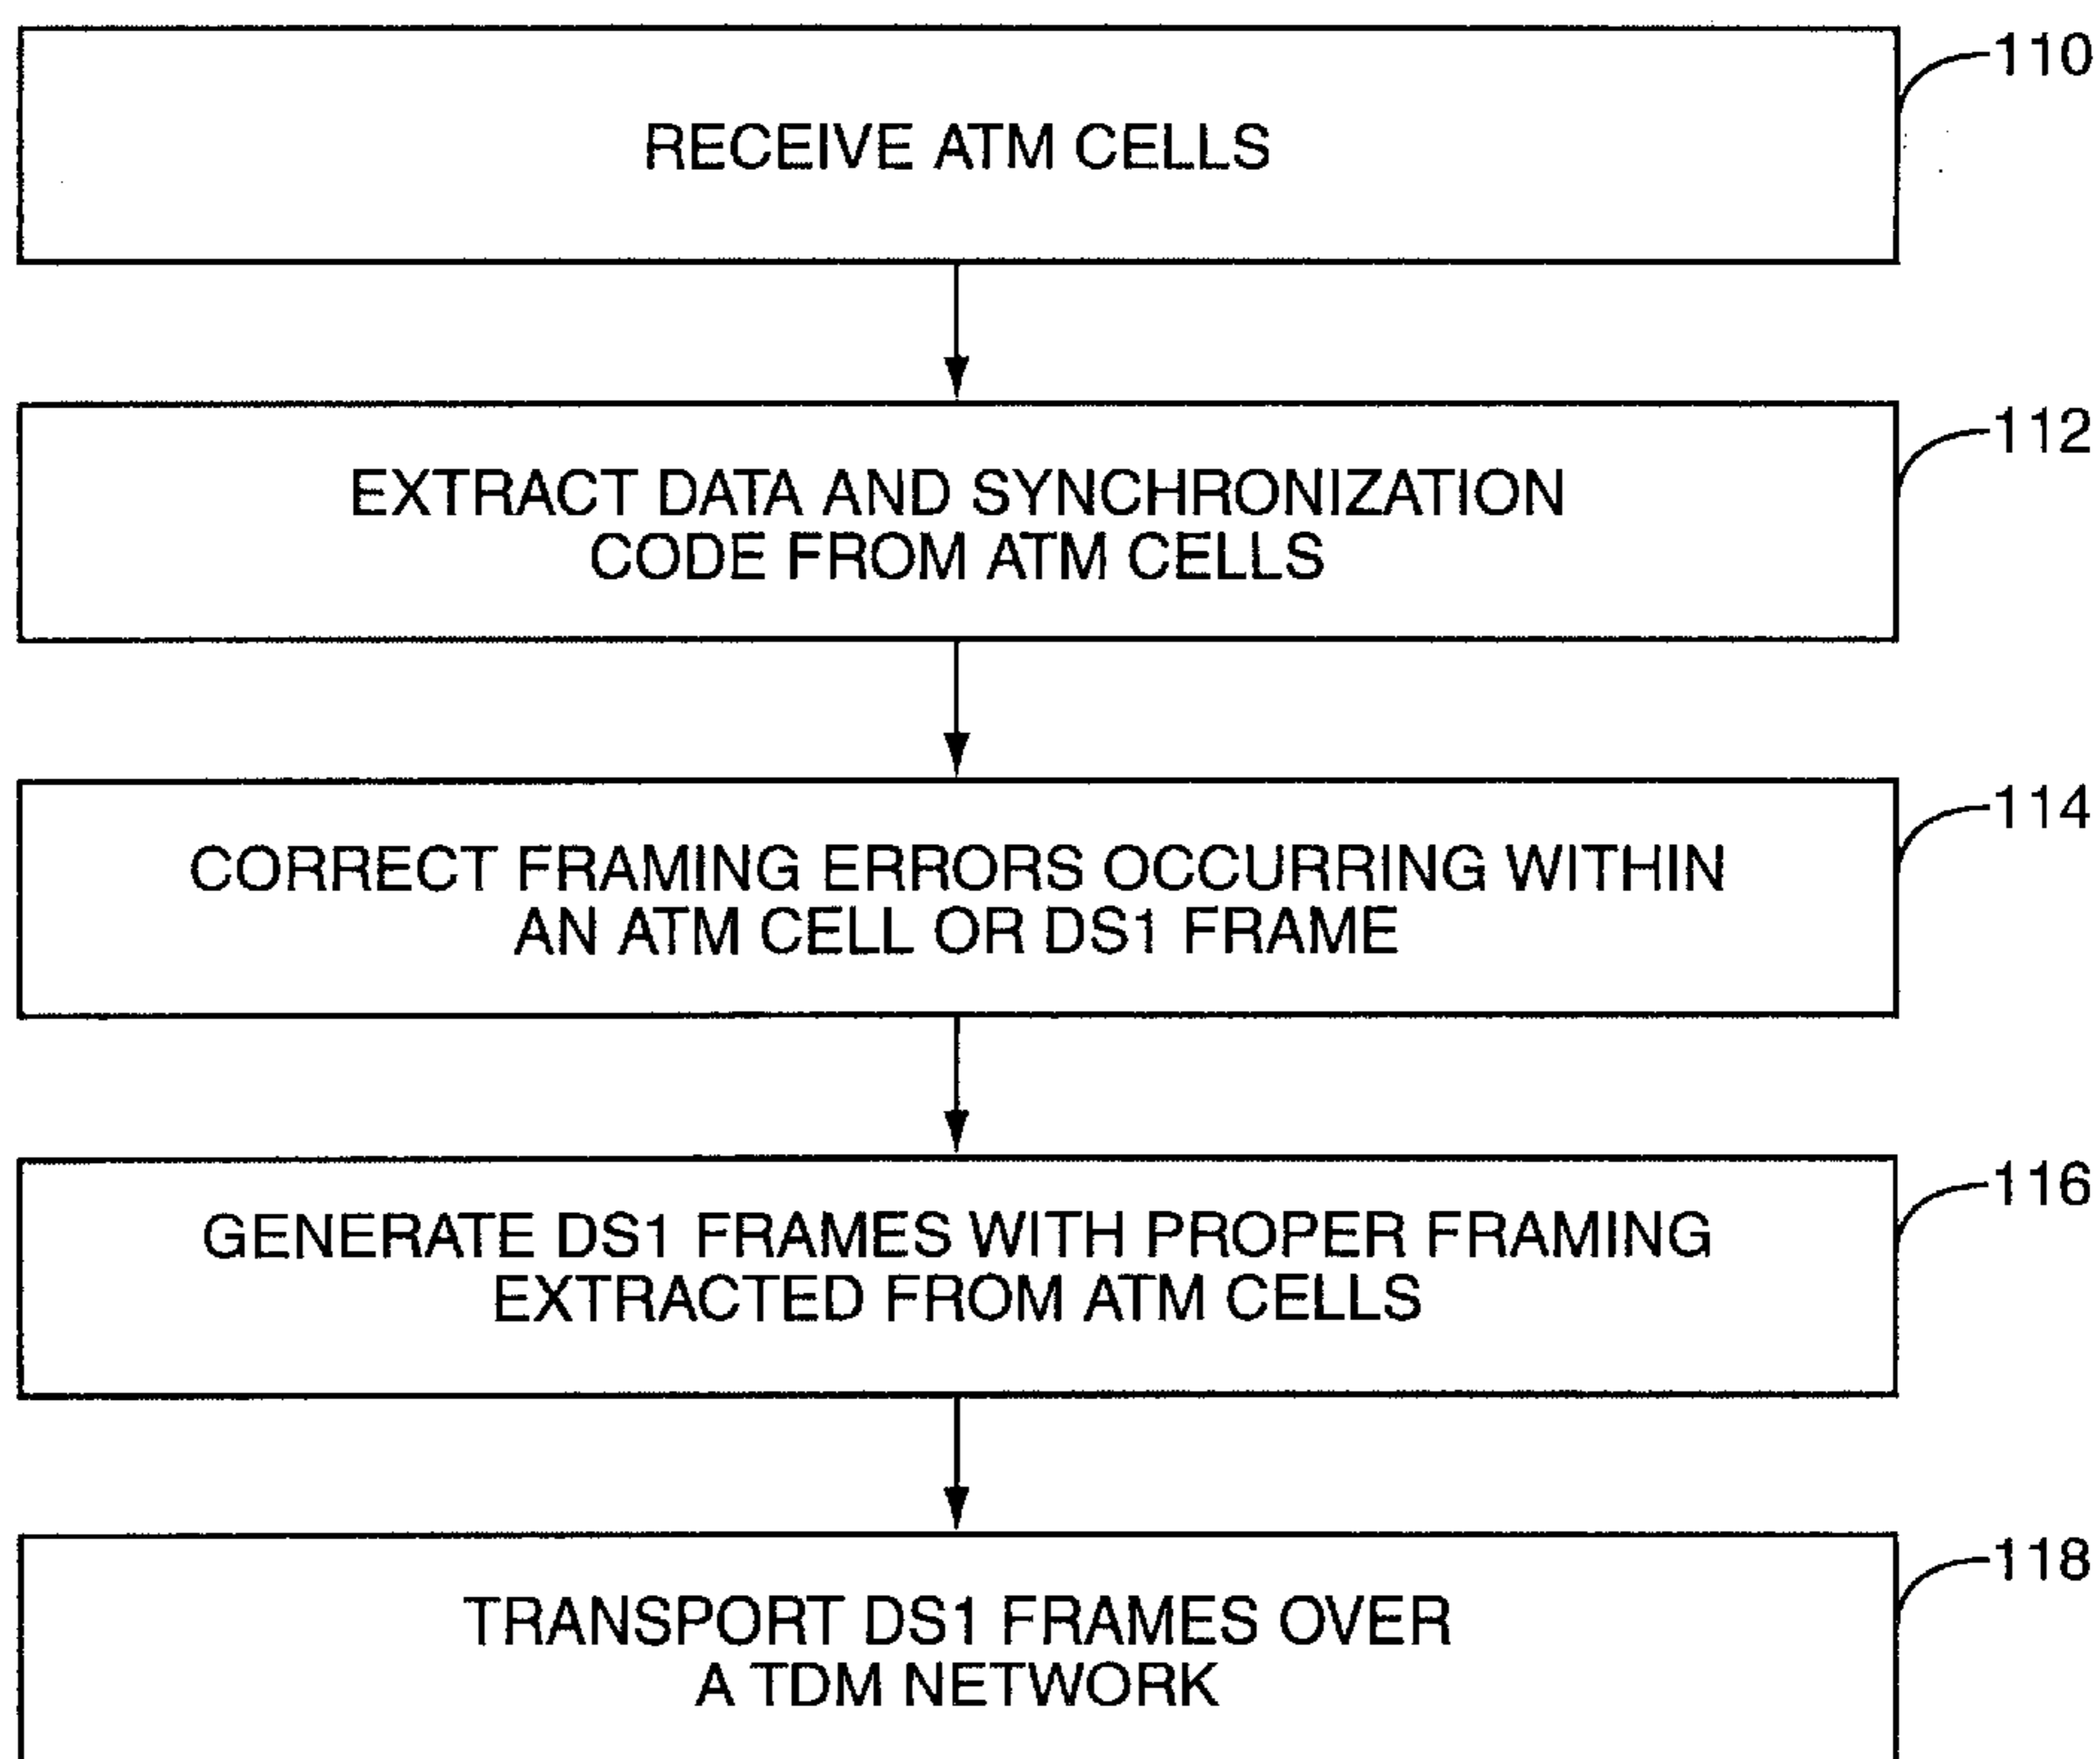 110
RECEIVE ATM CELLS
112
EXTRACT DATA AND SYNCHRONIZATION
CODE FROM ATM CELLS
114
CORRECT FRAMING ERRORS OCCURRING WITHIN
AN ATM CELL OR DS1 FRAME
116
GENERATE DS1 FRAMES WITH PROPER FRAMING
EXTRACTED FROM ATM CELLS
118
TRANSPORT DS1 FRAMES OVER
A TDM NETWORK